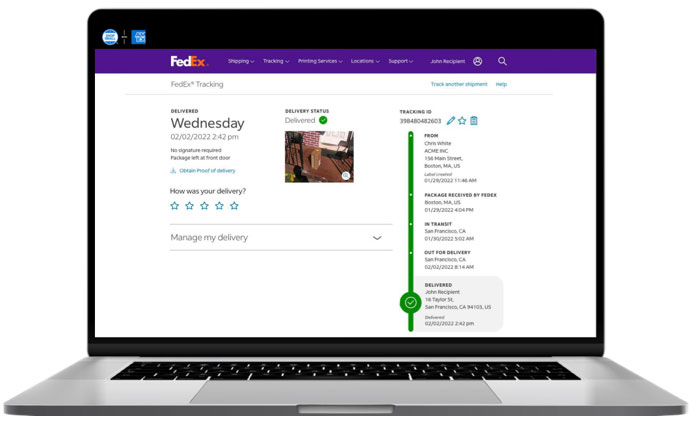 FedEx
Shipping
Tracking
Printing Services
Locations
Support
John Recipient
FedEx® Tracking
Track another shipment
Help
DELIVERED
Wednesday
02/02/2022 2:42 pm
No signature required
Package left at front door
Obtain Proof of delivery
How was your delivery?
Manage my delivery
DELIVERY STATUS
Delivered
TRACKING ID
398480482603
FROM
Chris White
ACME INC
156 Main Street,
Boston, MA, US
Label created
01/29/2022 11:46 AM
PACKAGE RECEIVED BY FEDEX
Boston, MA, US
01/29/2022 4:04 PM
IN TRANSIT
San Francisco, CA
01/30/2022 5:02 AM
OUT FOR DELIVERY
San Francisco, CA
02/02/2022 8:14 AM
DELIVERED
John Recipient
16 Taylor St,
San Francisco, CA 94103, US
Delivered
02/02/2022 2:42 pm